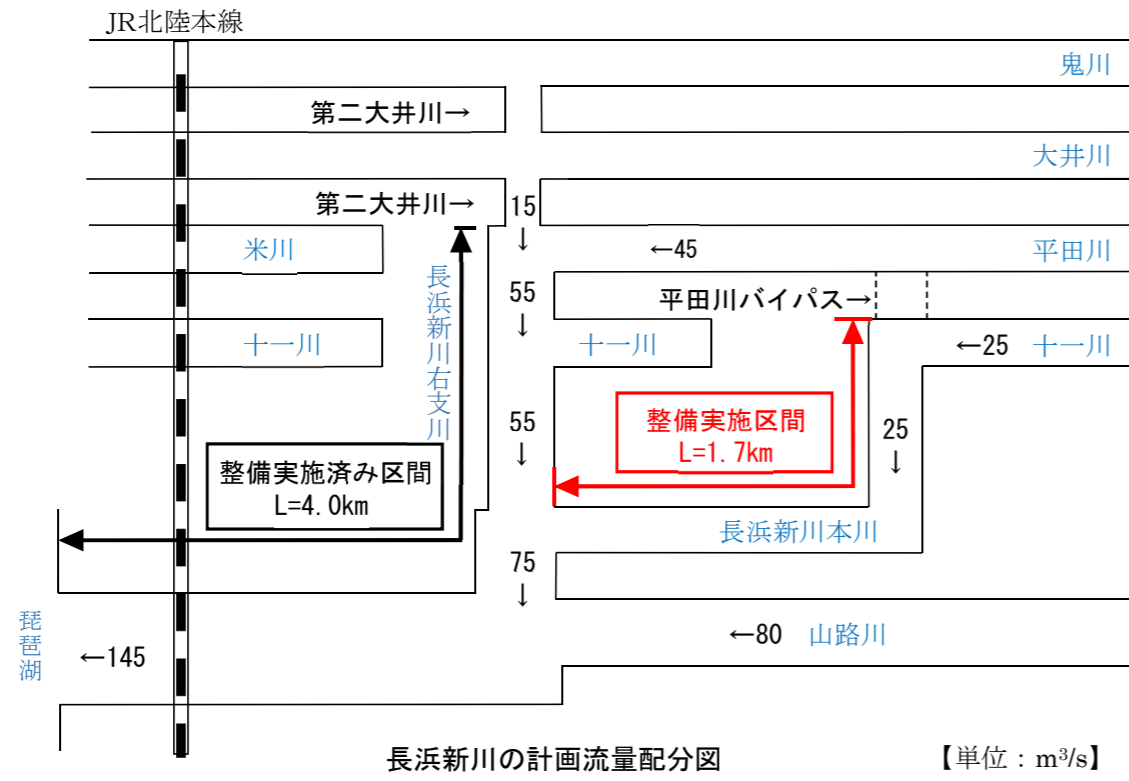 JR北陸本線
鬼川
第二大井川→
大井川
第二大井川→
15
↓
米川
←45
平田川
長浜新川右支川
55
↓
平田川バイパス→
十一川
十一川
←25 十一川
整備実施区間
L=1.7km
55
↓
25
↓
整備実施済み区間
L=4.0km
長浜新川本川
75
↓
琵琶湖
←145
←80 山路川
長浜新川の計画流量配分図
【単位：m³/s】